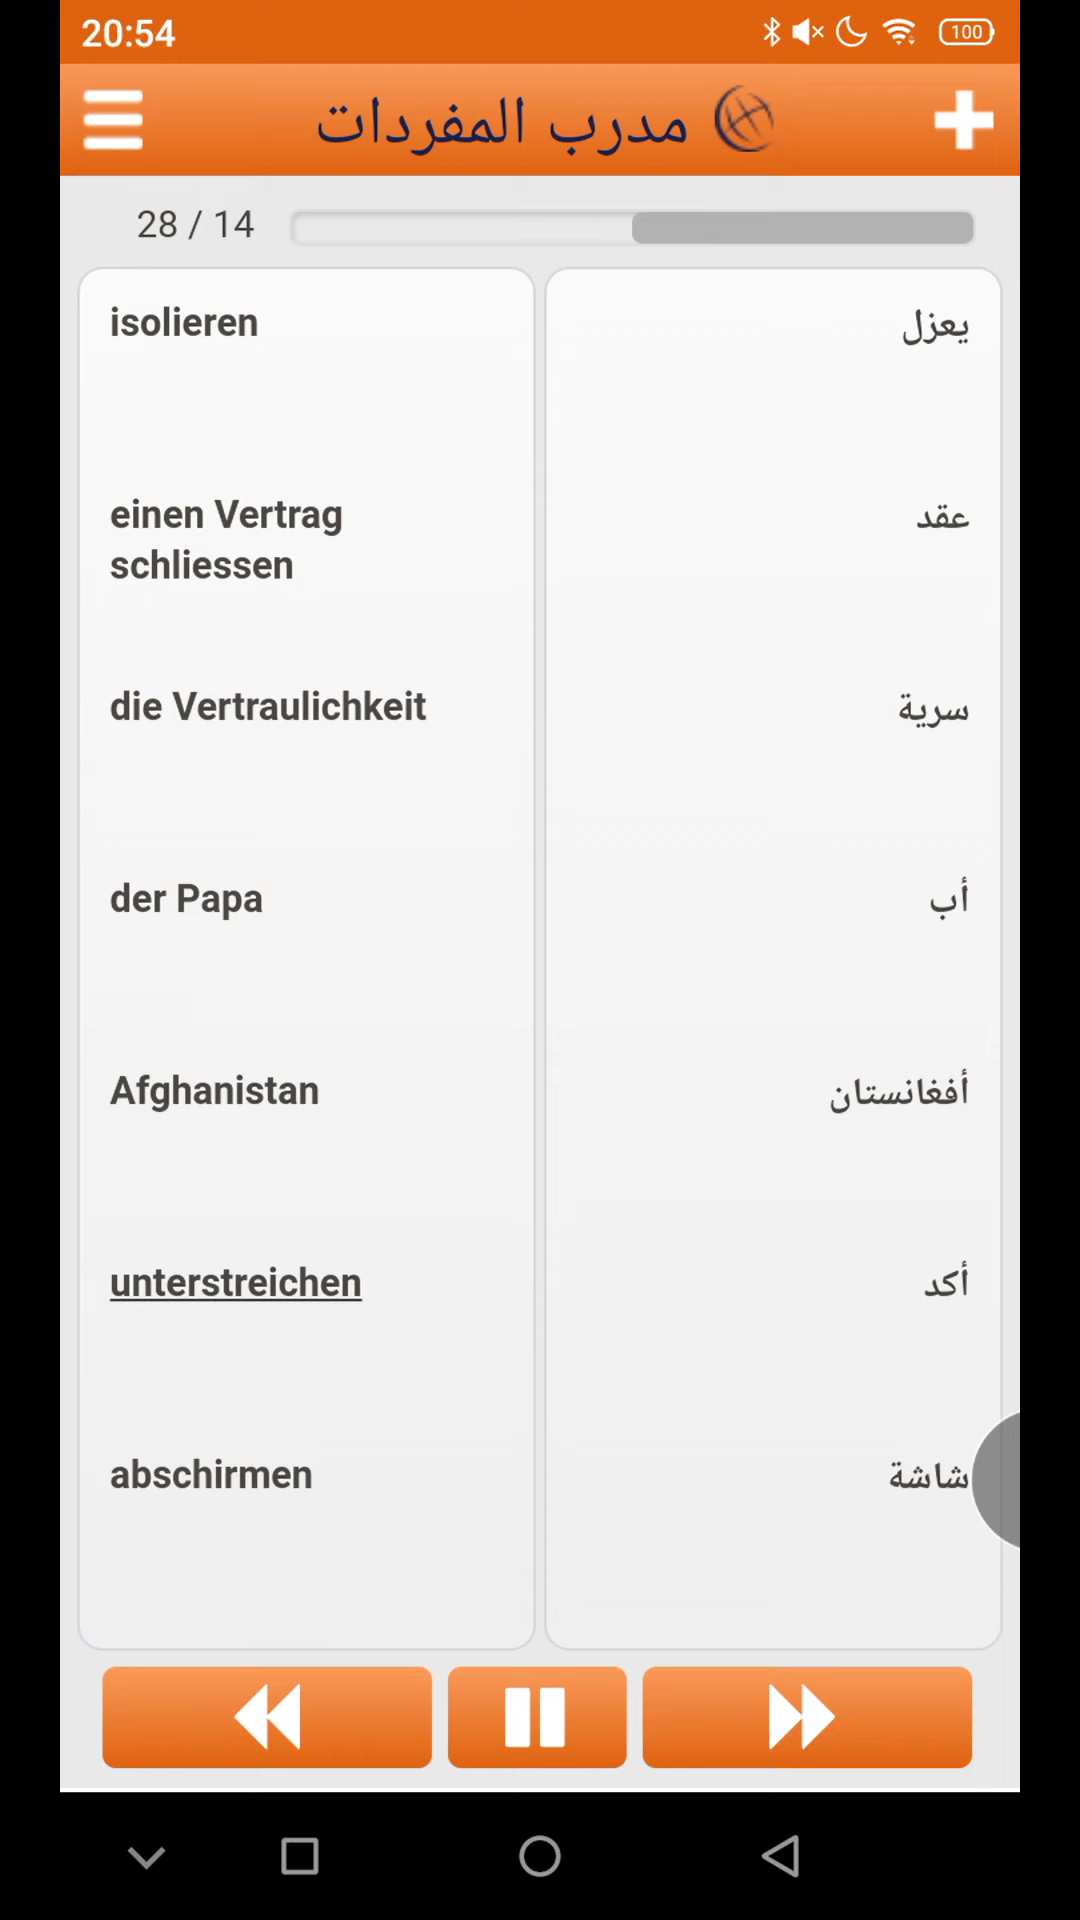 20:54
100
مدرب المفردات
28 / 14
isolieren
يعزل
einen Vertrag
schliessen
عقد
die Vertraulichkeit
سرية
der Papa
أب
Afghanistan
أفغانستان
unterstreichen
أكد
abschirmen
شاشة